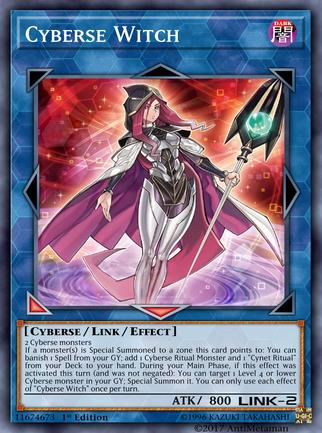 Cyberse Witch
DARK
闇
[Cyberse / Link / Effect]
2 Cyberse monsters
If a monster(s) is Special Summoned to a zone this card points to: You can
banish 1 Spell from your GY; add 1 Cyberse Ritual Monster and 1 "Cynet Ritual"
from your Deck to your hand. During your Main Phase, if this effect was
activated this turn (and was not negated): You can target 1 Level 4 or lower
Cyberse monster in your GY; Special Summon it. You can only use each effect
of "Cyberse Witch" once per turn.
ATK/ 800 LINK-2
11674673 1st Edition ©1996 KAZUKI TAKAHASHI
©2017 AntiMetaman